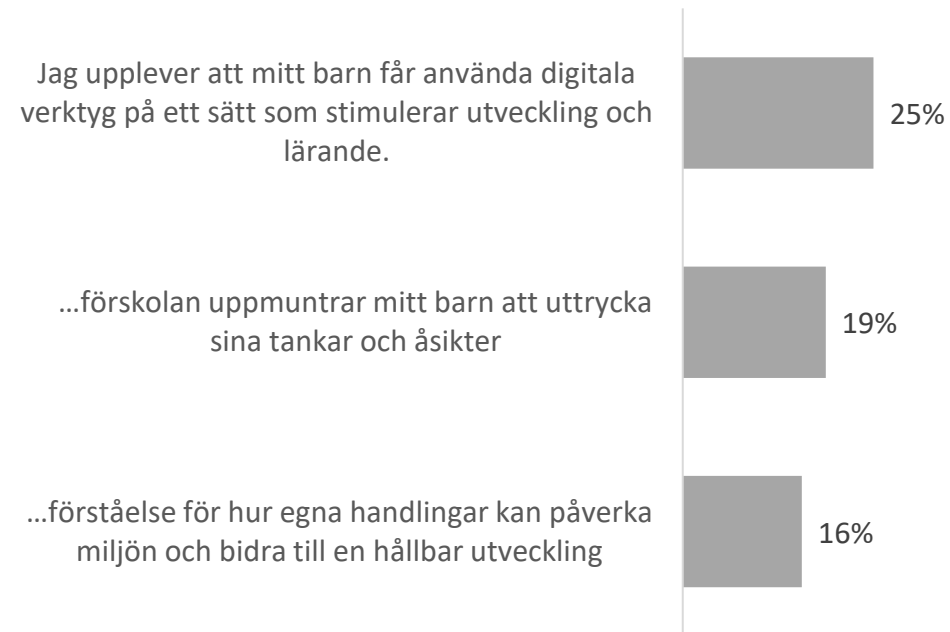 Jag upplever att mitt barn får använda digitala
verktyg på ett sätt som stimulerar utveckling och
lärande.
25%
…förskolan uppmuntrar mitt barn att uttrycka
sina tankar och åsikter
19%
…förståelse för hur egna handlingar kan påverka
miljön och bidra till en hållbar utveckling
16%